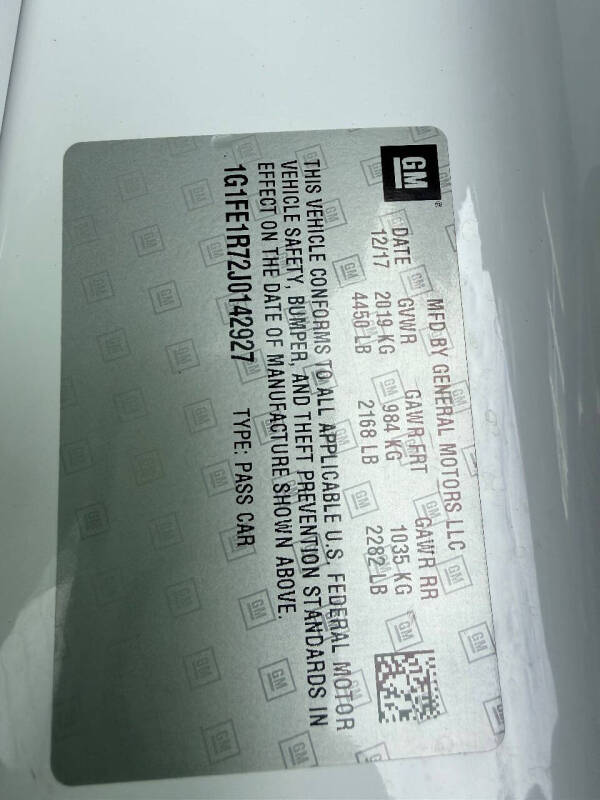 GM
MFD BY GENERAL MOTORS LLC
DATE GVWR GAWR FRT GAWR RR
12/17 2019 KG 984 KG 1035 KG
4450 LB 2168 LB 2282 LB
THIS VEHICLE CONFORMS TO ALL APPLICABLE U.S. FEDERAL MOTOR
VEHICLE SAFETY, BUMPER, AND THEFT PREVENTION STANDARDS IN
EFFECT ON THE DATE OF MANUFACTURE SHOWN ABOVE.
1G1FE1R72J0142927 TYPE: PASS CAR